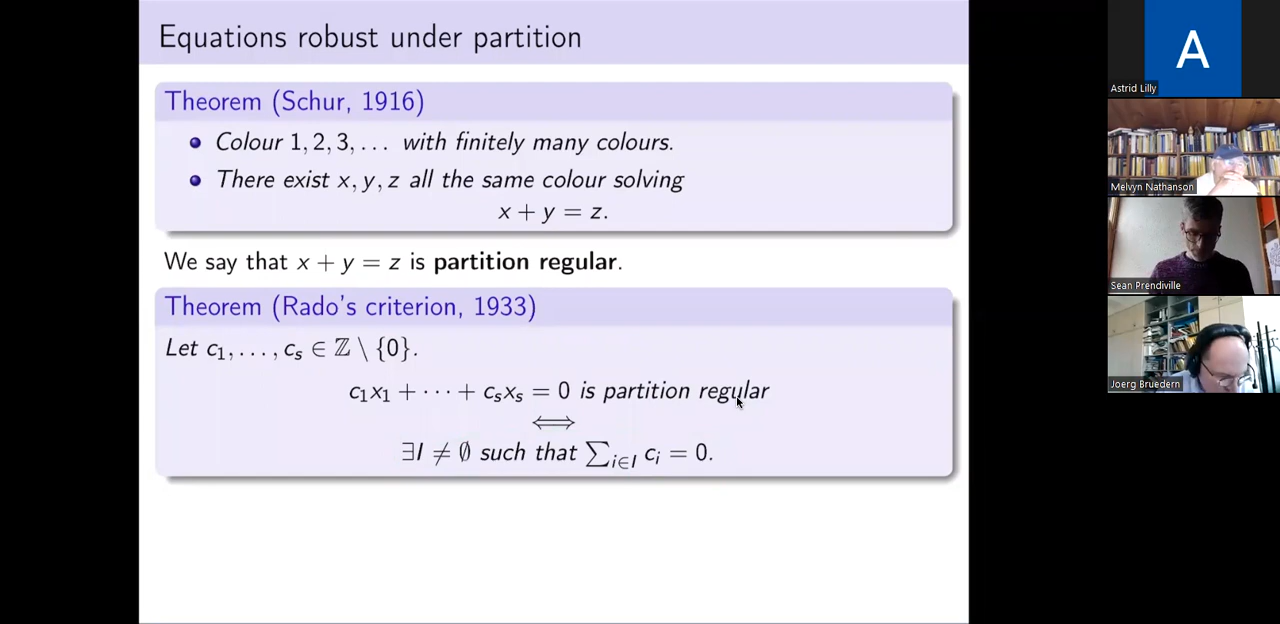 Equations robust under partition
Theorem (Schur, 1916)
Colour 1, 2, 3, . . . with finitely many colours.
There exist x, y, z all the same colour solving
x + y = z.
We say that x + y = z is partition regular.
Theorem (Rado's criterion, 1933)
Let c₁, . . . , cₛ ∈ ℤ \ {0}.
c₁x₁ + · · · + cₛxₛ = 0 is partition regular
⟺
∃I ≠ ∅ such that ∑_{i∈I} cᵢ = 0.
A
Astrid Lilly
Melvyn Nathanson
Sean Prendiville
Joerg Bruedern